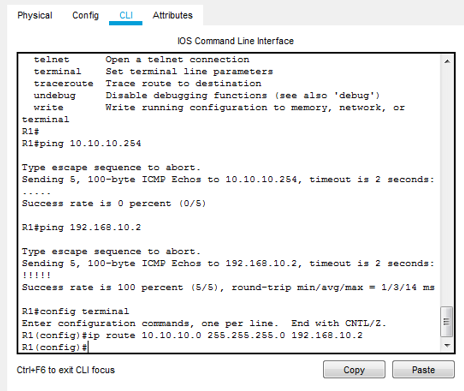 Physical Config CLI Attributes
IOS Command Line Interface
telnet Open a telnet connection
terminal Set terminal line parameters
traceroute Trace route to destination
undebug Disable debugging functions (see also 'debug')
write Write running configuration to memory, network, or
terminal
R1#
R1#ping 10.10.10.254
Type escape sequence to abort.
Sending 5, 100-byte ICMP Echos to 10.10.10.254, timeout is 2 seconds:
.....
Success rate is 0 percent (0/5)
R1#ping 192.168.10.2
Type escape sequence to abort.
Sending 5, 100-byte ICMP Echos to 192.168.10.2, timeout is 2 seconds:
!!!!!
Success rate is 100 percent (5/5), round-trip min/avg/max = 1/3/14 ms
R1#config terminal
Enter configuration commands, one per line. End with CNTL/Z.
R1(config)#ip route 10.10.10.0 255.255.255.0 192.168.10.2
R1(config)#
Ctrl+F6 to exit CLI focus Copy Paste